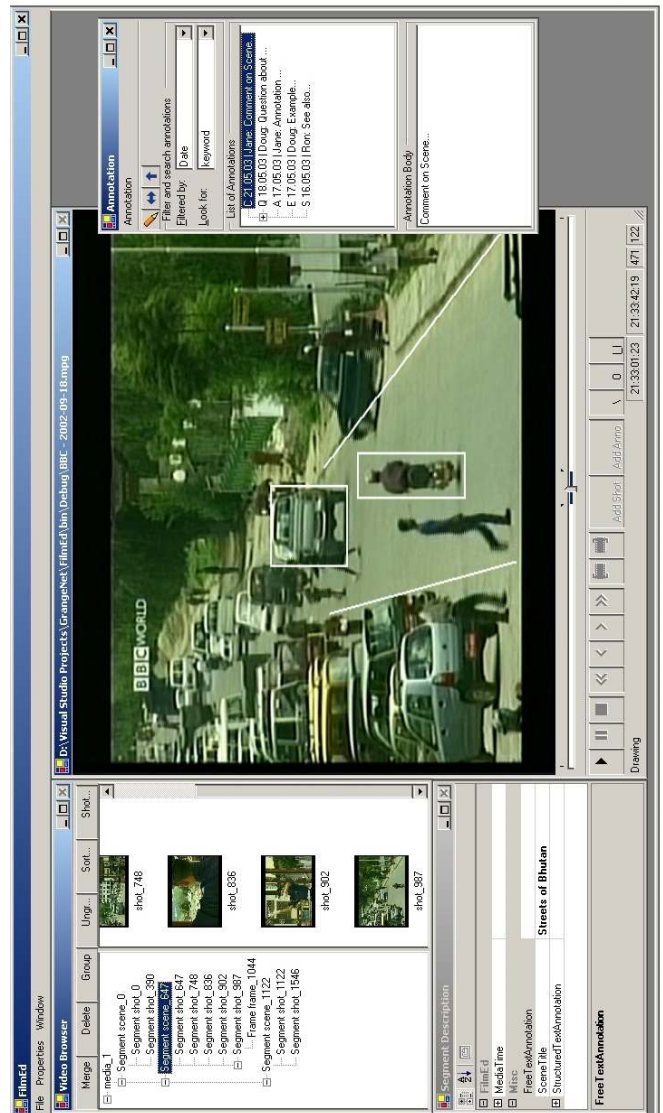 FilmEd
File Properties Window
Video Browser
Merge Delete Group Ungr... Sort... Shot...
media_1
Segment scene_0
Segment shot_0
Segment shot_390
Segment scene_647
Segment shot_647
Segment shot_748
Segment shot_836
Segment shot_902
Segment shot_987
Frame frame_1044
Segment scene_1122
Segment shot_1122
Segment shot_1546
shot_748
shot_836
shot_902
shot_987
Segment Description
FilmEd
MediaTime
Misc
FreeTextAnnotation
SceneTitle Streets of Bhutan
StructuredTextAnnotation
FreeTextAnnotation
D:\Visual Studio Projects\GrangeNet\FilmEd\bin\Debug\BBC - 2002-09-18.mpg
BBC WORLD
Add Shot Add Anno \ O LI
Drawing 21:33:01:23 21:33:42:19 471 122
Annotation
Annotation
Filter and search annotations
Filtered by: Date
Look for: keyword
List of Annotations
C 21.05.03 | Jane: Comment on Scene...
Q 18.05.03 | Doug: Question about ...
A 17.05.03 | Jane: Annotation ...
E 17.05.03 | Doug: Example...
S 16.05.03 | Ron: See also...
Annotation Body
Comment on Scene...